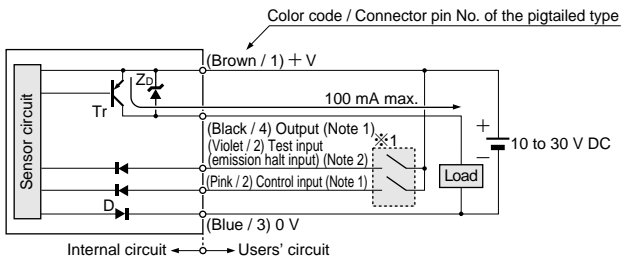 Color code / Connector pin No. of the pigtailed type
(Brown / 1) + V
ZD
Tr
100 mA max.
Sensor circuit
(Black / 4) Output (Note 1)
※1
(Violet / 2) Test input
(emission halt input) (Note 2)
+
10 to 30 V DC
−
Load
(Pink / 2) Control input (Note 1)
D
(Blue / 3) 0 V
Internal circuit
Users' circuit